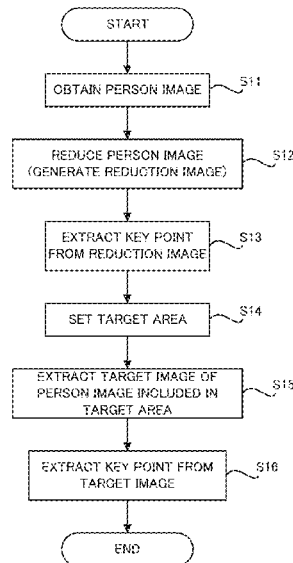 START
OBTAIN PERSON IMAGE
S11
REDUCE PERSON IMAGE
(GENERATE REDUCTION IMAGE)
S12
EXTRACT KEY POINT
FROM REDUCTION IMAGE
S13
SET TARGET AREA
S14
EXTRACT TARGET IMAGE OF
PERSON IMAGE INCLUDED IN
TARGET AREA
S15
EXTRACT KEY POINT FROM
TARGET IMAGE
S16
END